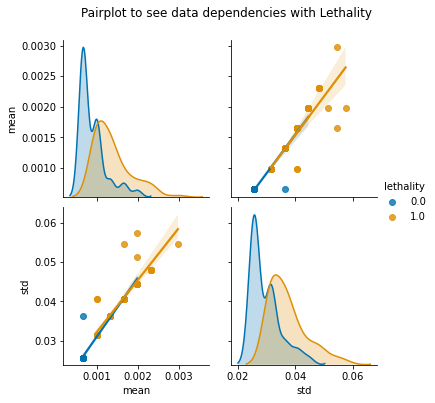 Pairplot to see data dependencies with Lethality
0.0030
0.0025
0.0020
0.0015
0.0010
mean
lethality
0.0
1.0
0.06
0.05
0.04
0.03
std
0.001 0.002 0.003
mean
0.02 0.04 0.06
std